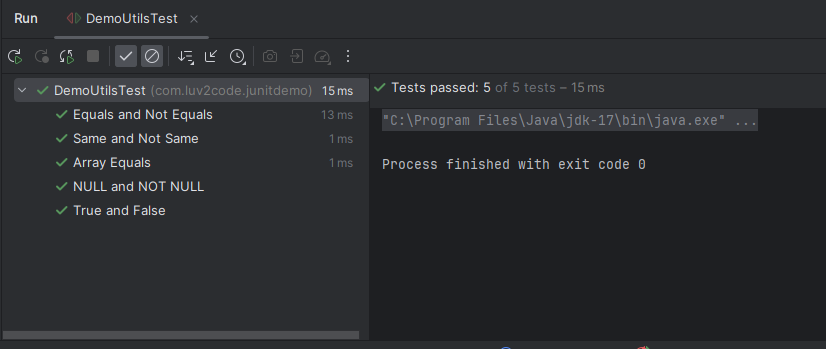 Run DemoUtilsTest
DemoUtilsTest (com.luv2code.junitdemo) 15 ms
Equals and Not Equals 13 ms
Same and Not Same 1 ms
Array Equals 1 ms
NULL and NOT NULL
True and False
Tests passed: 5 of 5 tests – 15 ms
"C:\Program Files\Java\jdk-17\bin\java.exe" ...
Process finished with exit code 0